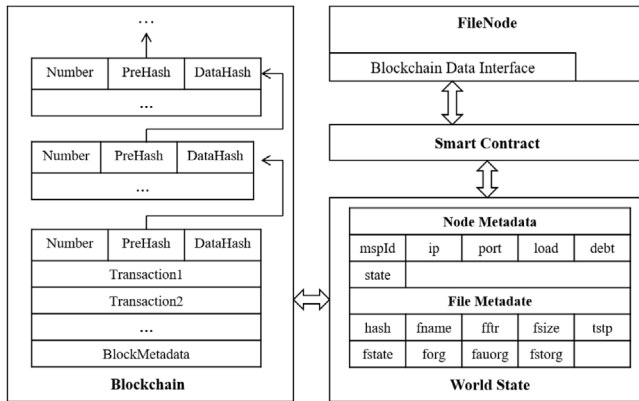 ...
Number PreHash DataHash
...
Number PreHash DataHash
...
Number PreHash DataHash
Transaction1
Transaction2
...
BlockMetadata
Blockchain
FileNode
Blockchain Data Interface
Smart Contract
Node Metadata
mspId ip port load debt
state
File Metadate
hash fname fftr fsize tstp
fstate forg fauorg fstorg
World State